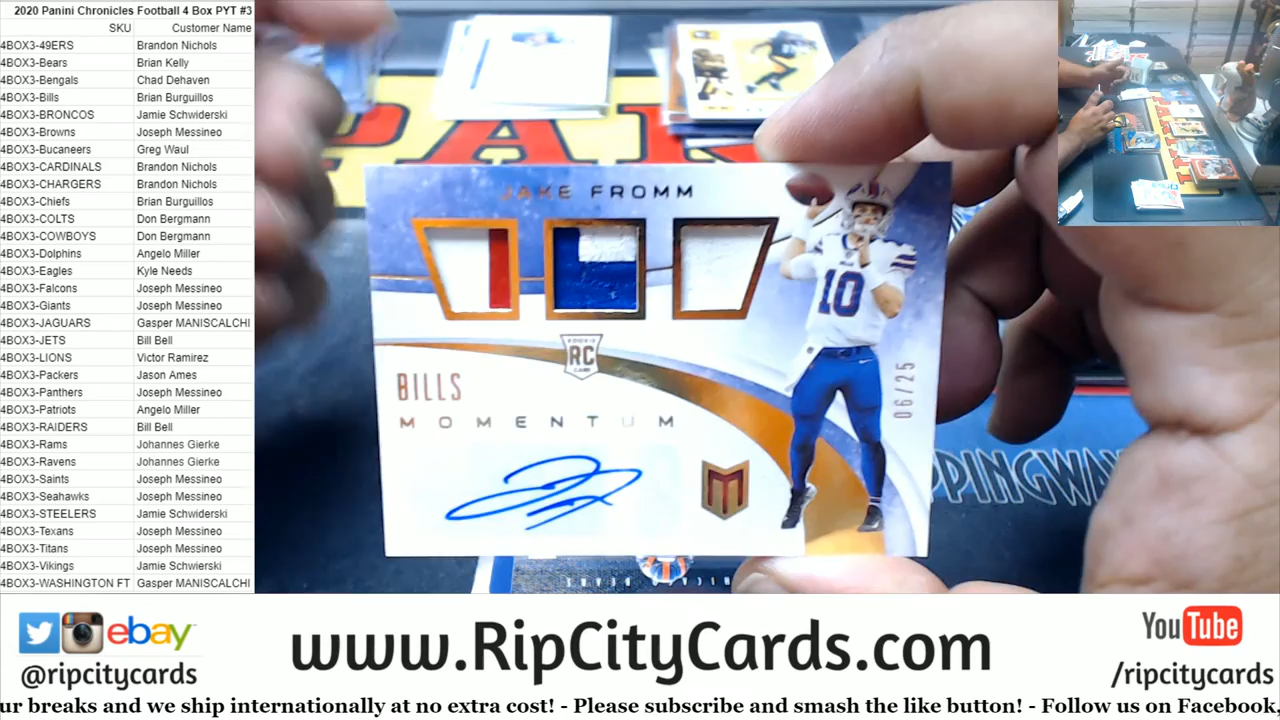 2020 Panini Chronicles Football 4 Box PYT #3
SKU Customer Name
4BOX3-49ERS Brandon Nichols
4BOX3-Bears Brian Kelly
4BOX3-Bengals Chad Dehaven
4BOX3-Bills Brian Burguillos
4BOX3-BRONCOS Jamie Schwiderski
4BOX3-Browns Joseph Messineo
4BOX3-Bucaneers Greg Waul
4BOX3-CARDINALS Brandon Nichols
4BOX3-CHARGERS Brandon Nichols
4BOX3-Chiefs Brian Burguillos
4BOX3-COLTS Don Bergmann
4BOX3-COWBOYS Don Bergmann
4BOX3-Dolphins Angelo Miller
4BOX3-Eagles Kyle Needs
4BOX3-Falcons Joseph Messineo
4BOX3-Giants Joseph Messineo
4BOX3-JAGUARS Gasper MANISCALCHI
4BOX3-JETS Bill Bell
4BOX3-LIONS Victor Ramirez
4BOX3-Packers Jason Ames
4BOX3-Panthers Joseph Messineo
4BOX3-Patriots Angelo Miller
4BOX3-RAIDERS Bill Bell
4BOX3-Rams Johannes Gierke
4BOX3-Ravens Johannes Gierke
4BOX3-Saints Joseph Messineo
4BOX3-Seahawks Joseph Messineo
4BOX3-STEELERS Jamie Schwiderski
4BOX3-Texans Joseph Messineo
4BOX3-Titans Joseph Messineo
4BOX3-Vikings Jamie Schwierski
4BOX3-WASHINGTON FT Gasper MANISCALCHI
PANINI
JAKE FROMM
10
RC
BILLS
MOMENTUM
M
06/25
PPINGWA
CHICAGO BEARS
ebay
@ripcitycards
www.RipCityCards.com
YouTube
/ripcitycards
ur breaks and we ship internationally at no extra cost! - Please subscribe and smash the like button! - Follow us on Facebook,